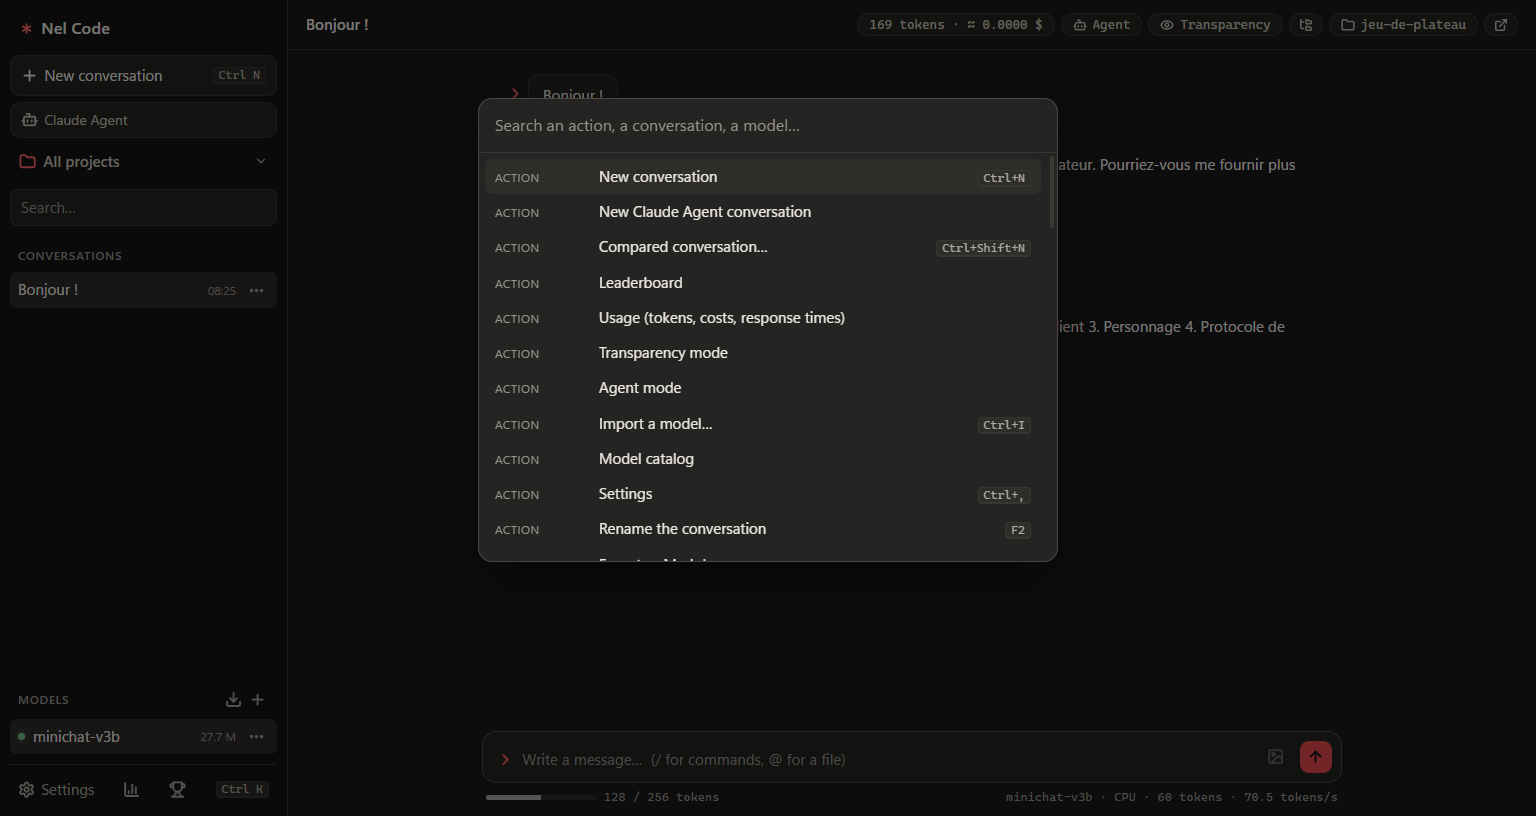 Nel Code
New conversation Ctrl N
Claude Agent
All projects
Search...
CONVERSATIONS
Bonjour ! 08:25
MODELS
minichat-v3b 27.7 M
Settings Ctrl K
Bonjour !
169 tokens · ≈ 0.0000 $ Agent Transparency jeu-de-plateau
Bonjour !
ateur. Pourriez-vous me fournir plus
ient 3. Personnage 4. Protocole de
Search an action, a conversation, a model...
ACTION New conversation Ctrl+N
ACTION New Claude Agent conversation
ACTION Compared conversation... Ctrl+Shift+N
ACTION Leaderboard
ACTION Usage (tokens, costs, response times)
ACTION Transparency mode
ACTION Agent mode
ACTION Import a model... Ctrl+I
ACTION Model catalog
ACTION Settings Ctrl+,
ACTION Rename the conversation F2
Write a message... (/ for commands, @ for a file)
128 / 256 tokens
minichat-v3b · CPU · 60 tokens · 70.5 tokens/s